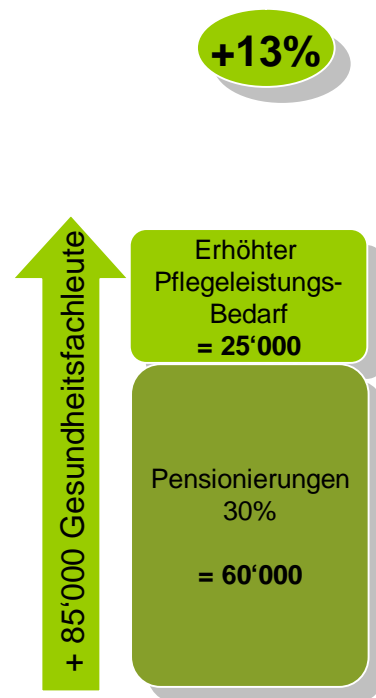 +13%
+ 85‘000 Gesundheitsfachleute
Erhöhter
Pflegeleistungs-
Bedarf
= 25‘000
Pensionierungen
30%
= 60‘000